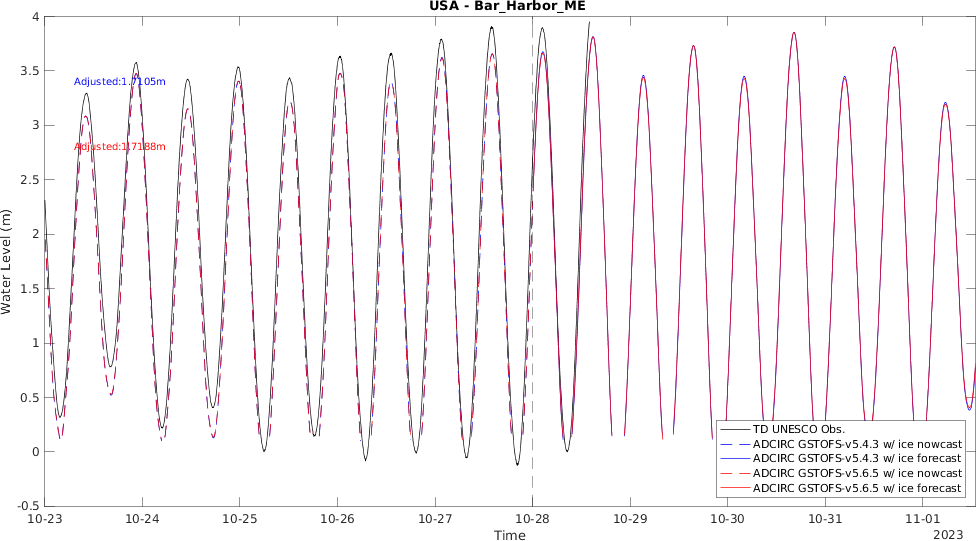 USA - Bar_Harbor_ME
4
3.5
3
2.5
2
1.5
1
0.5
0
-0.5
Water Level (m)
Adjusted:1.7105m
Adjusted:1.7188m
TD UNESCO Obs.
ADCIRC GSTOFS-v5.4.3 w/ ice nowcast
ADCIRC GSTOFS-v5.4.3 w/ ice forecast
ADCIRC GSTOFS-v5.6.5 w/ ice nowcast
ADCIRC GSTOFS-v5.6.5 w/ ice forecast
10-23 10-24 10-25 10-26 10-27 10-28 10-29 10-30 10-31 11-01
Time
2023